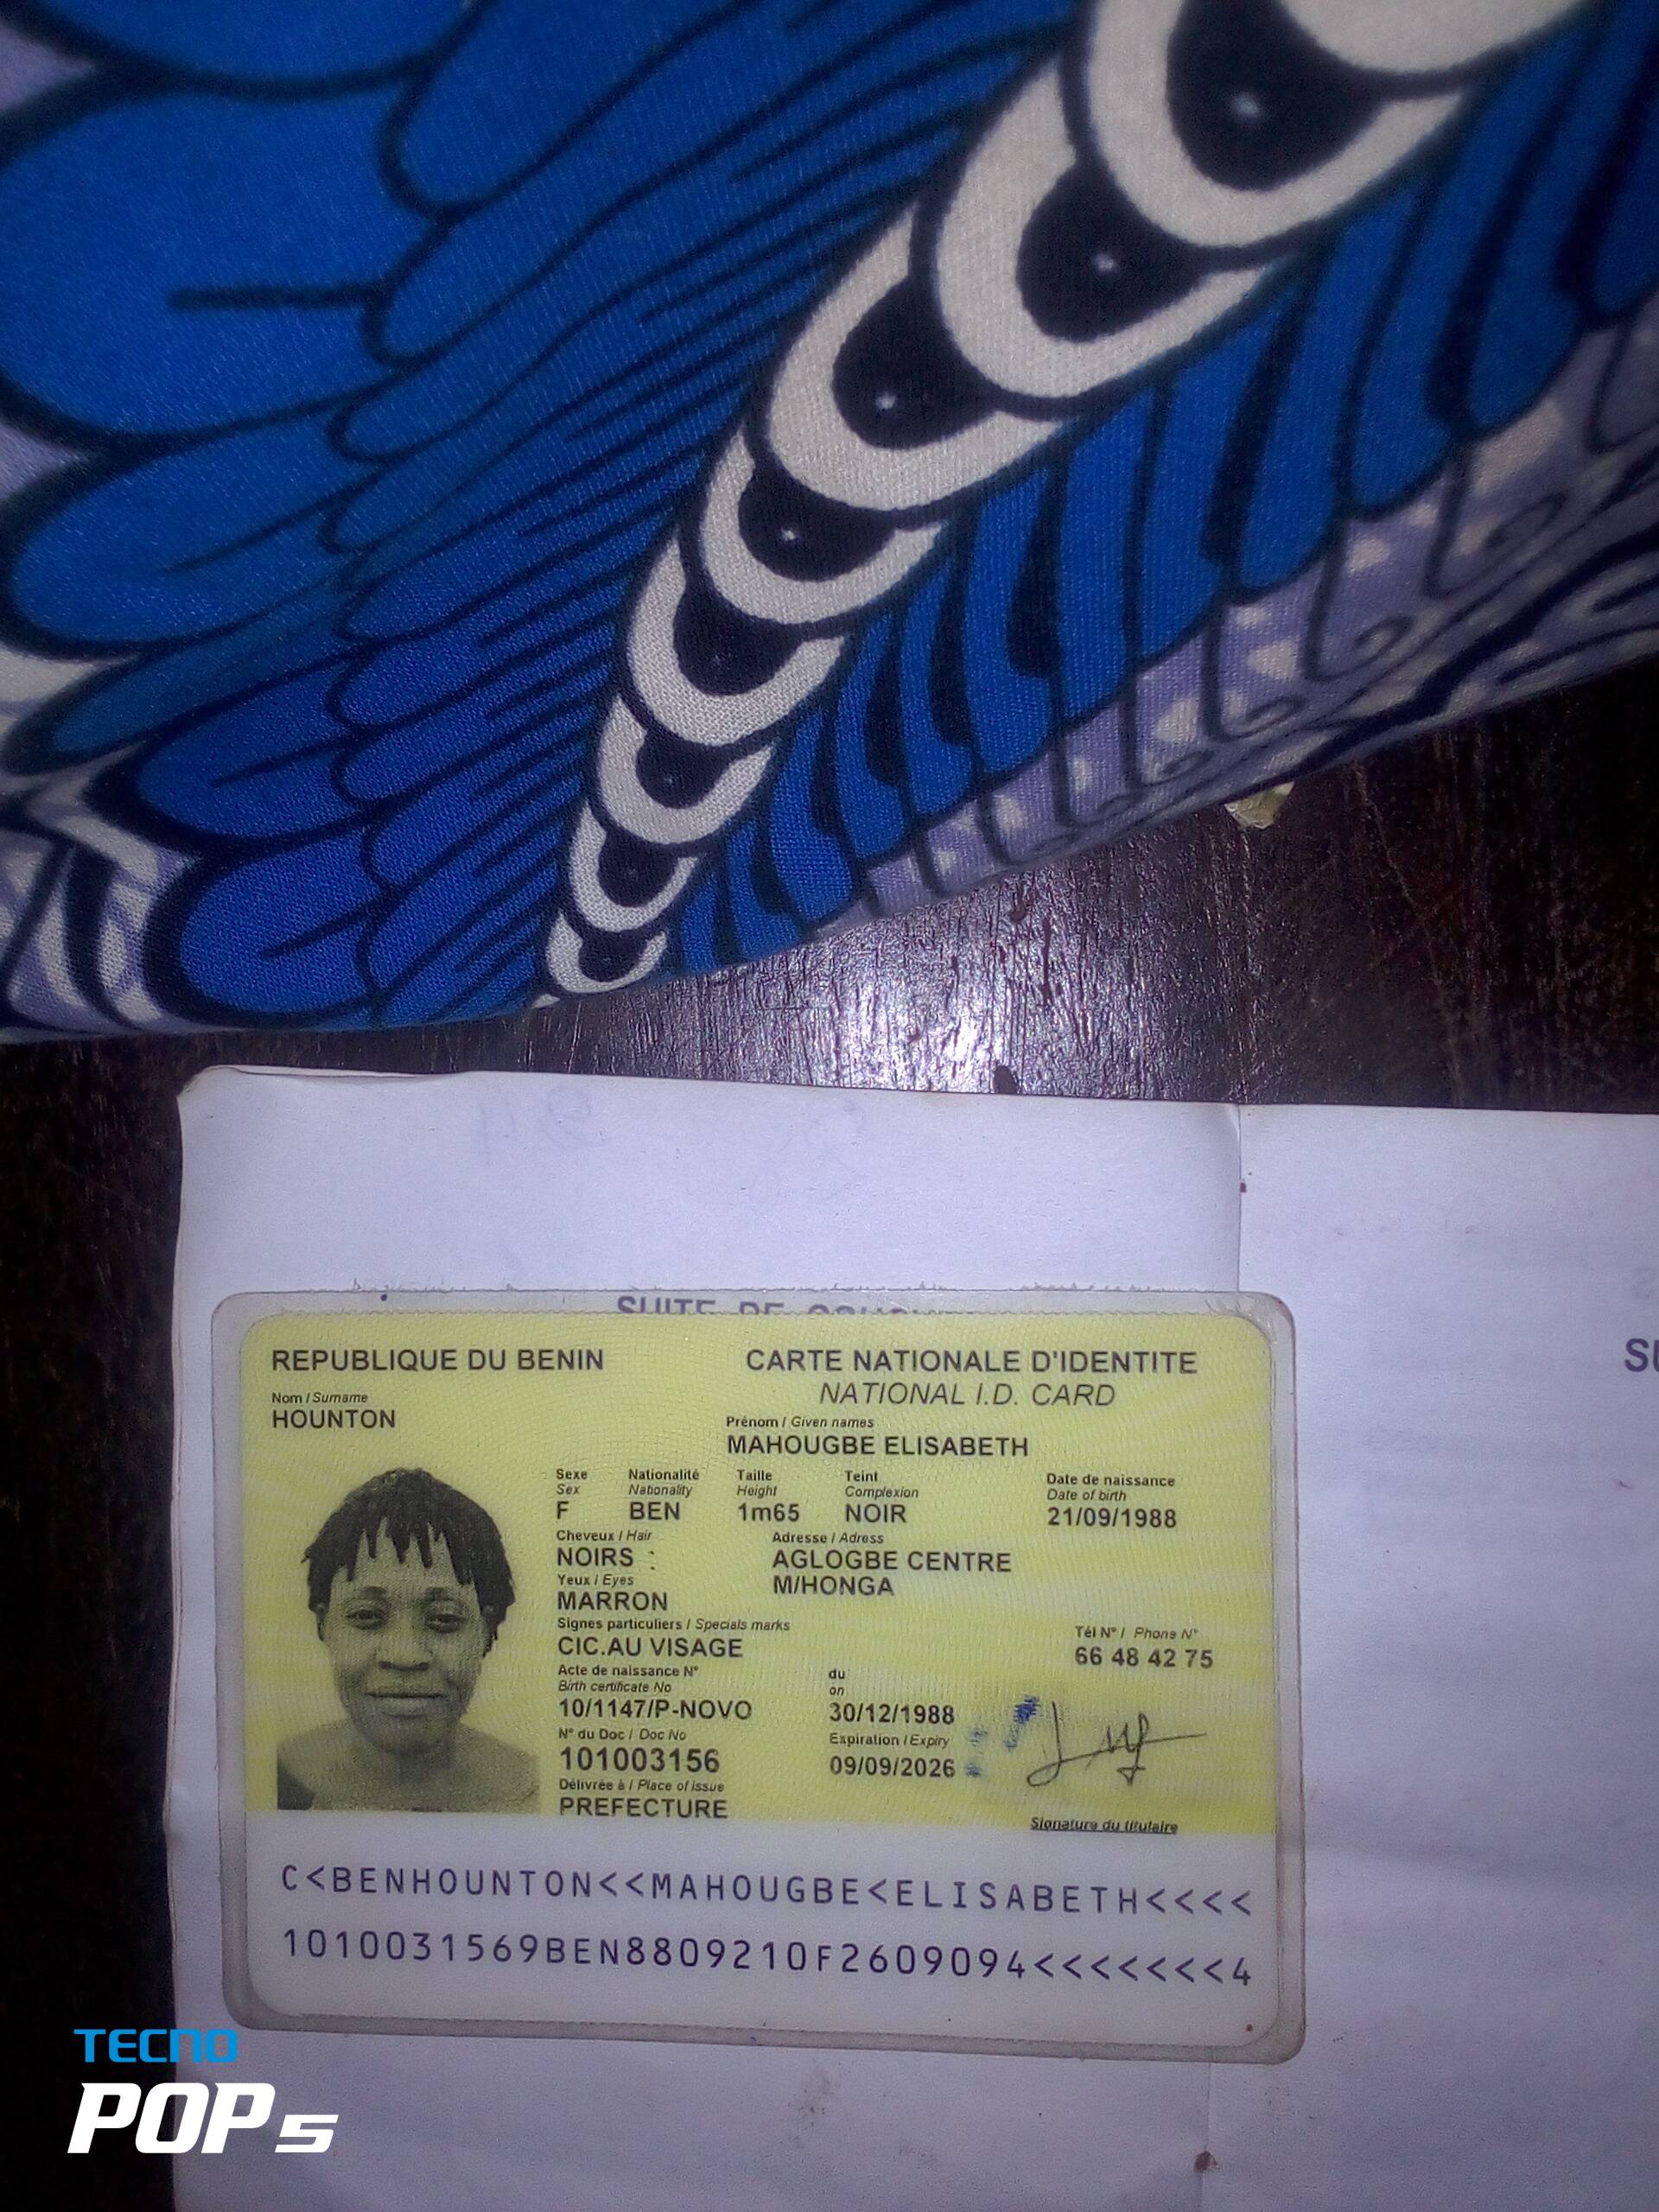 SUITE DE
REPUBLIQUE DU BENIN
CARTE NATIONALE D'IDENTITE
NATIONAL I.D. CARD
Nom / Surname
HOUNTON
Prénom / Given names
MAHOUGBE ELISABETH
Sexe Nationalité Taille Teint Date de naissance
Sex Nationality Height Complexion Date of birth
F BEN 1m65 NOIR 21/09/1988
Cheveux / Hair Adresse / Adress
NOIRS : AGLOGBE CENTRE
Yeux / Eyes M/HONGA
MARRON
Signes particuliers / Specials marks Tél N° / Phone N°
CIC.AU VISAGE 66 48 42 75
Acte de naissance N° du
Birth certificate No on
10/1147/P-NOVO 30/12/1988
N° du Doc / Doc No Expiration / Expiry
101003156 09/09/2026
Délivrée à / Place of issue
PREFECTURE
Signature du titulaire
C<BENHOUNTON<<MAHOUGBE<ELISABETH<<<<
1010031569BEN8809210F2609094<<<<<<<4
TECNO
POP 5